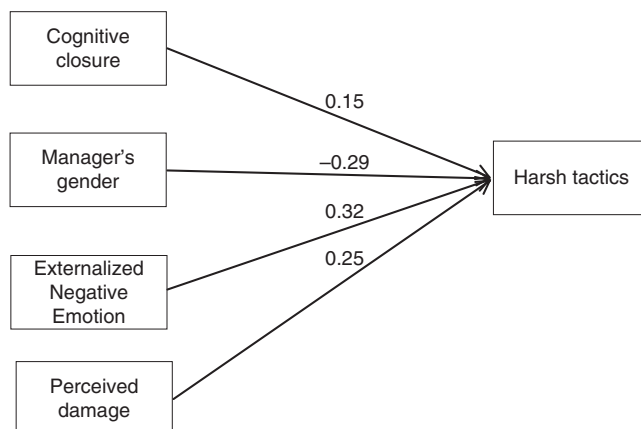 Cognitive
closure
0.15
Manager's
gender
–0.29
Harsh tactics
0.32
Externalized
Negative
Emotion
0.25
Perceived
damage